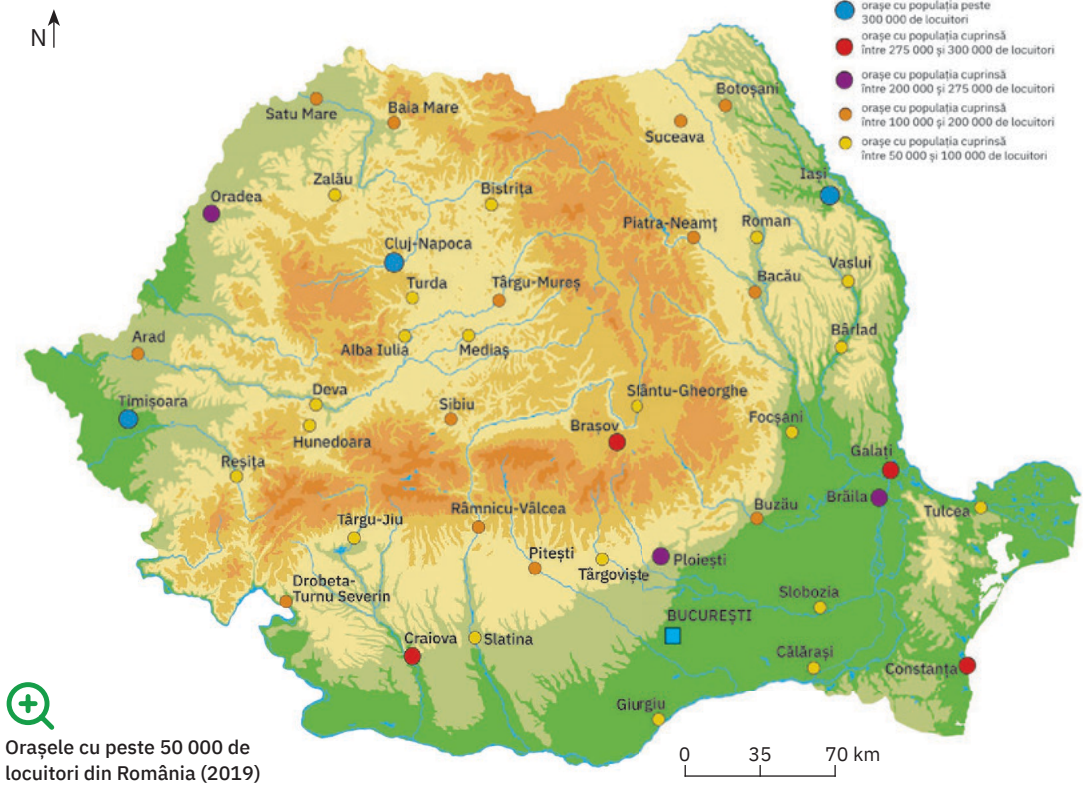 N
orașe cu populația peste
300 000 de locuitori
orașe cu populația cuprinsă
între 275 000 și 300 000 de locuitori
orașe cu populația cuprinsă
între 200 000 și 275 000 de locuitori
orașe cu populația cuprinsă
între 100 000 și 200 000 de locuitori
orașe cu populația cuprinsă
între 50 000 și 100 000 de locuitori
Satu Mare
Baia Mare
Botoșani
Suceava
Oradea
Zalău
Bistrița
Iași
Cluj-Napoca
Piatra-Neamț
Roman
Turda
Târgu-Mureș
Bacău
Vaslui
Arad
Alba Iulia
Mediaș
Bârlad
Timișoara
Deva
Hunedoara
Sibiu
Brașov
Sfântu-Gheorghe
Focșani
Reșița
Galați
Brăila
Tulcea
Târgu-Jiu
Râmnicu-Vâlcea
Buzău
Pitești
Târgoviște
Ploiești
Drobeta-
Turnu Severin
Slobozia
BUCUREȘTI
Craiova
Slatina
Călărași
Constanța
Giurgiu
0 35 70 km
Orașele cu peste 50 000 de
locuitori din România (2019)